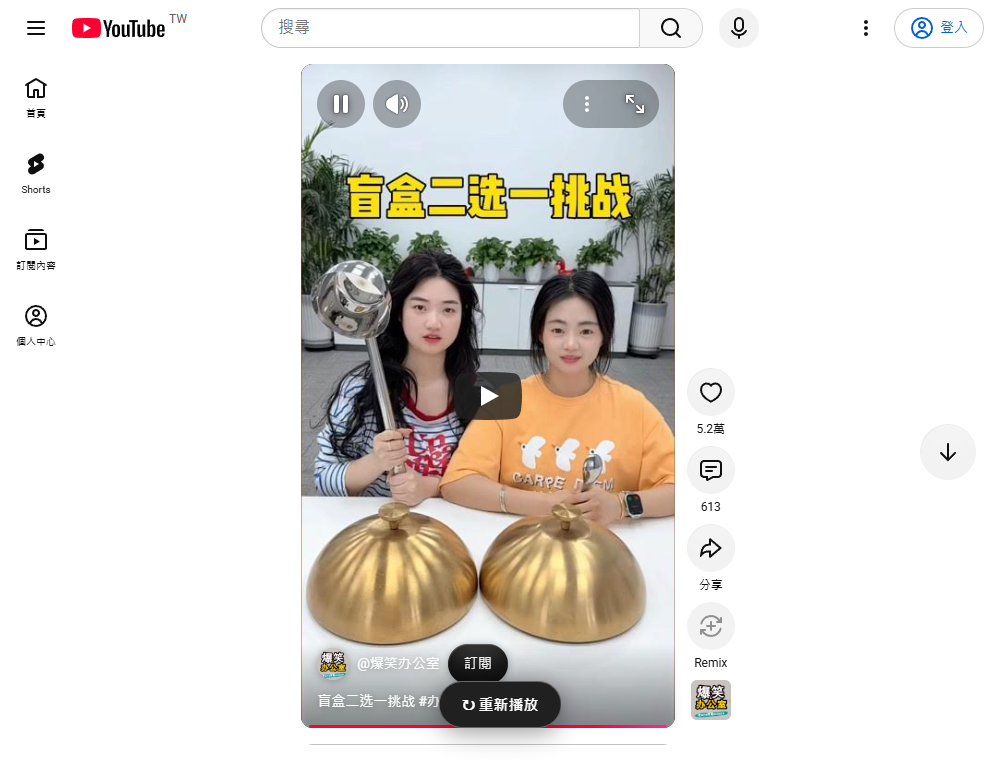 YouTube TW
搜尋
登入
首頁
Shorts
訂閱內容
個人中心
盲盒二选一挑战
5.2萬
613
分享
Remix
爆笑
办公室
@爆笑办公室
訂閱
盲盒二选一挑战 #办
↻ 重新播放
爆笑
办公室